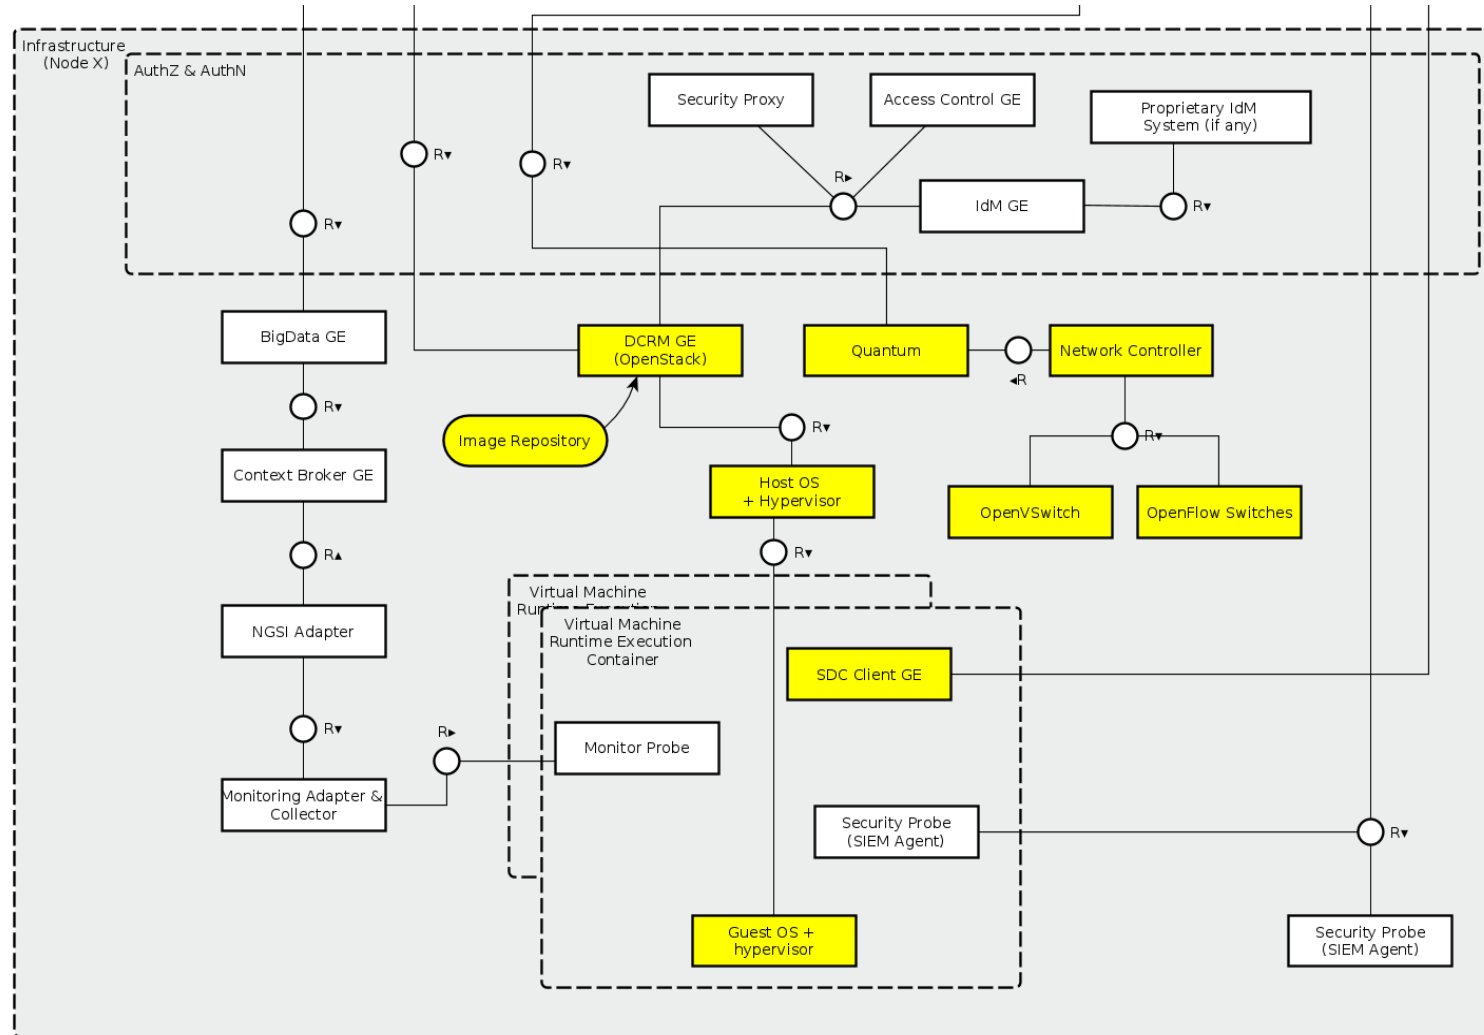 Infrastructure
(Node X)
AuthZ & AuthN
Security Proxy
Access Control GE
Proprietary IdM
System (if any)
R▾
R▾
R▸
IdM GE
R▾
R▾
BigData GE
DCRM GE
(OpenStack)
Quantum
Network Controller
◂R
R▾
Image Repository
R▾
R▾
Context Broker GE
Host OS
+ Hypervisor
OpenVSwitch
OpenFlow Switches
R▴
R▾
Virtual Machine
Virtual Machine
Runtime Execution
Container
NGSI Adapter
SDC Client GE
R▾
R▸
Monitor Probe
Monitoring Adapter &
Collector
Security Probe
(SIEM Agent)
R▾
Guest OS +
hypervisor
Security Probe
(SIEM Agent)